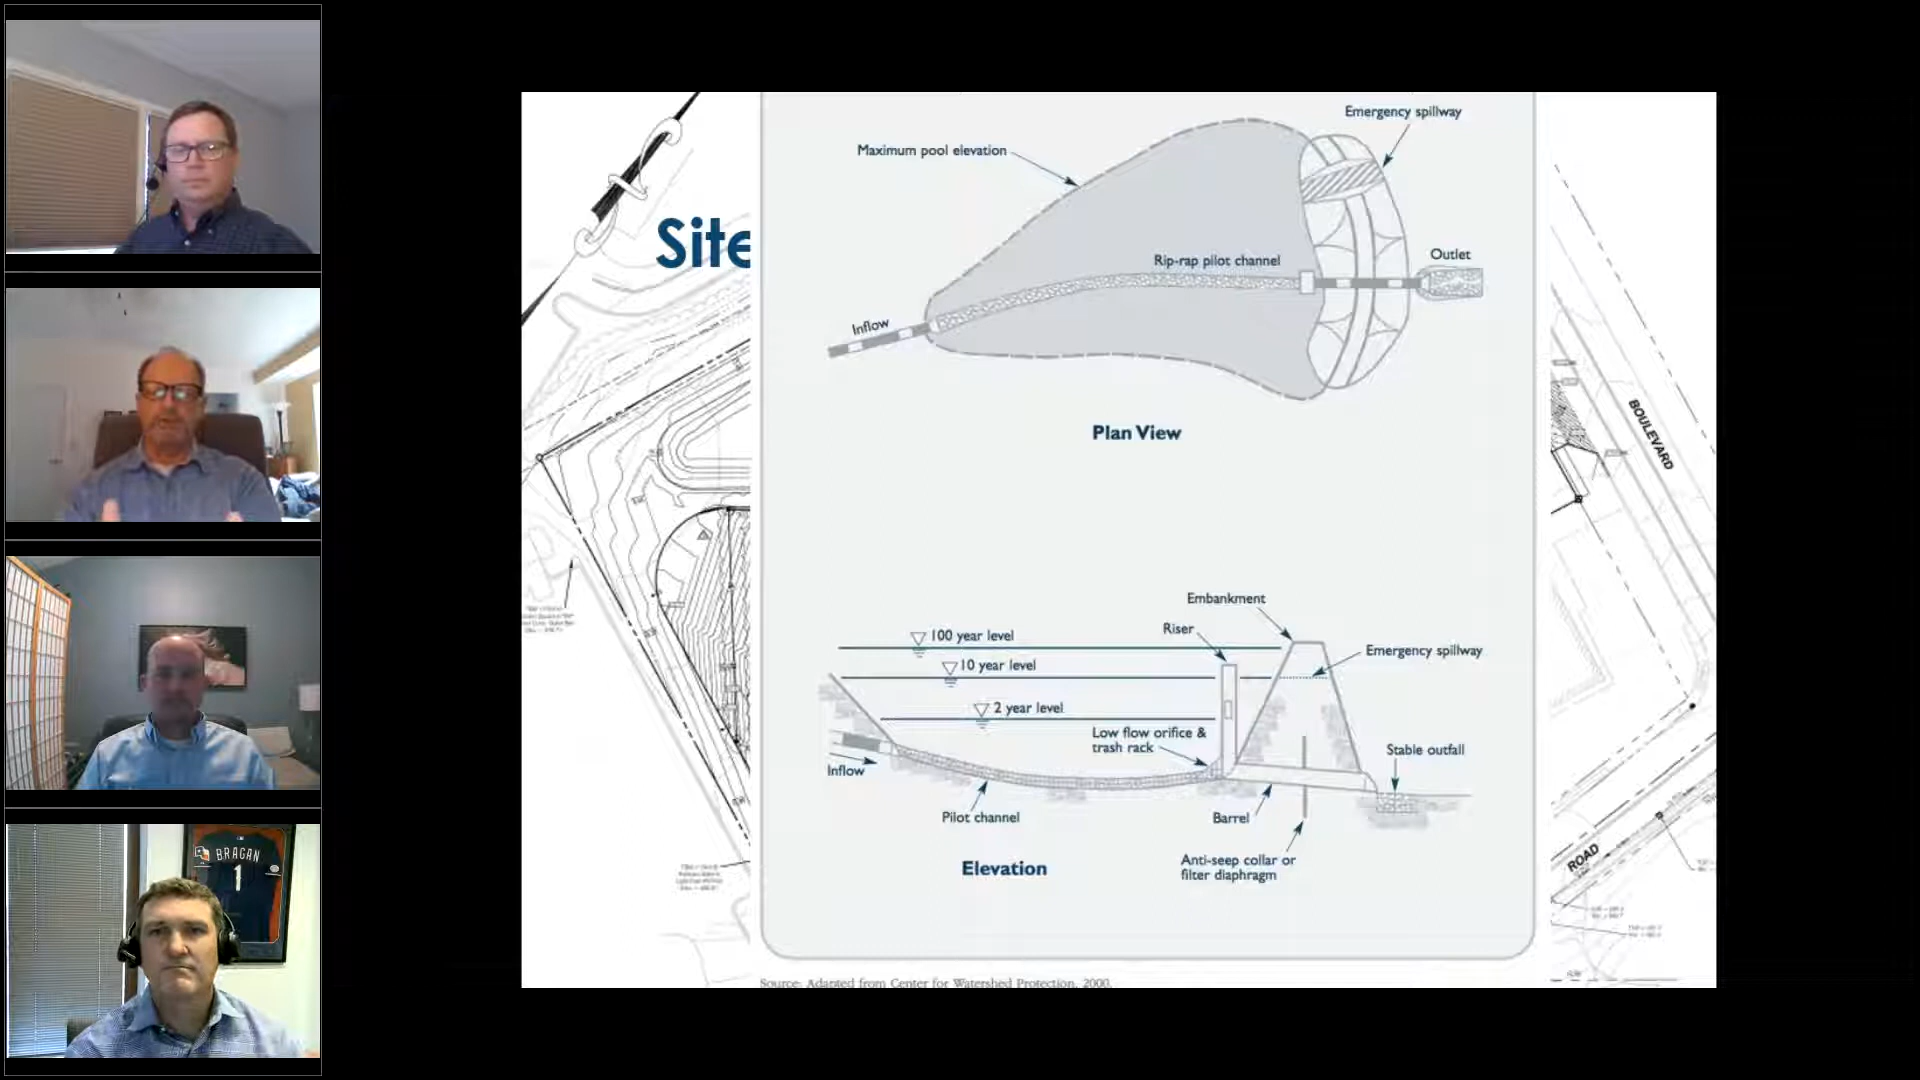 BRAGAN
1
Site
Emergency spillway
Maximum pool elevation
Rip-rap pilot channel
Outlet
Inflow
Plan View
BOULEVARD
Embankment
100 year level
Riser
10 year level
Emergency spillway
2 year level
Low flow orifice &
trash rack
Stable outfall
Inflow
Pilot channel
Barrel
Anti-seep collar or
filter diaphragm
Elevation
ROAD
Source: Adapted from Center for Watershed Protection, 2000.